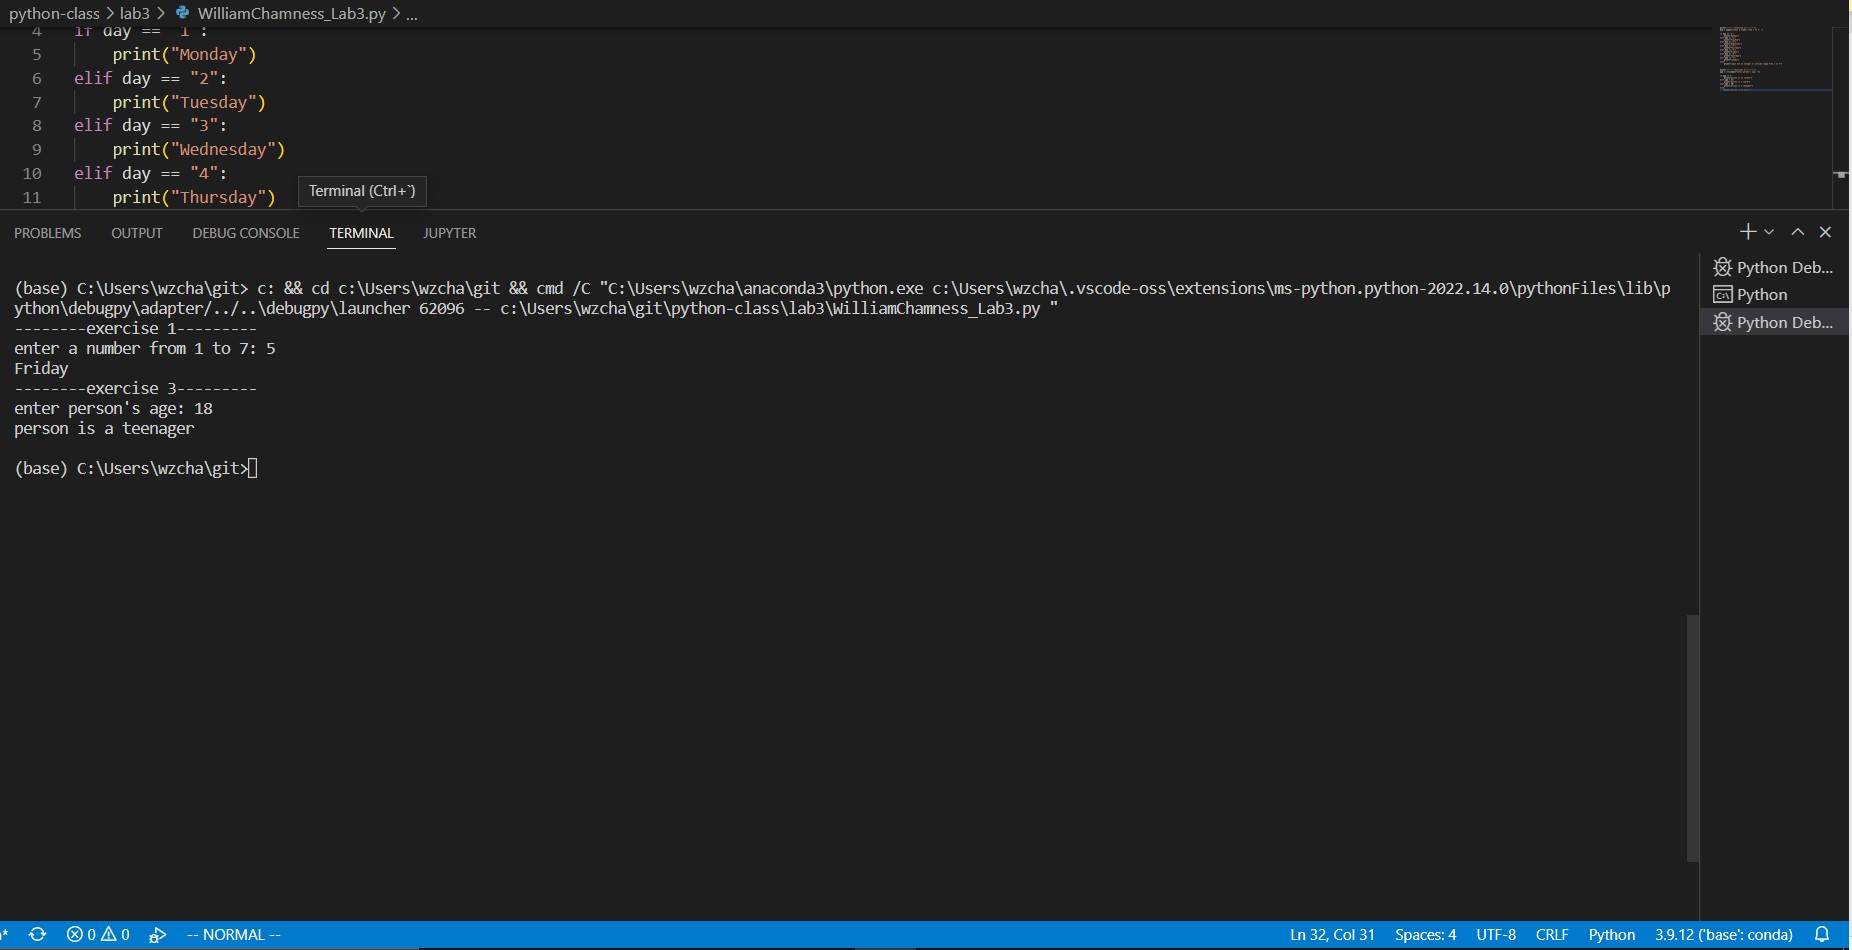 python-class > lab3 > WilliamChamness_Lab3.py > ...
4 if day == "1":
5 print("Monday")
6 elif day == "2":
7 print("Tuesday")
8 elif day == "3":
9 print("Wednesday")
10 elif day == "4":
11 print("Thursday")
Terminal (Ctrl+`)
PROBLEMS OUTPUT DEBUG CONSOLE TERMINAL JUPYTER
(base) C:\Users\wzcha\git> c: && cd c:\Users\wzcha\git && cmd /C "C:\Users\wzcha\anaconda3\python.exe c:\Users\wzcha\.vscode-oss\extensions\ms-python.python-2022.14.0\pythonFiles\lib\p
ython\debugpy\adapter/../..\debugpy\launcher 62096 -- c:\Users\wzcha\git\python-class\lab3\WilliamChamness_Lab3.py "
--------exercise 1---------
enter a number from 1 to 7: 5
Friday
--------exercise 3---------
enter person's age: 18
person is a teenager
(base) C:\Users\wzcha\git>
Python Deb...
Python
Python Deb...
* 0 0 -- NORMAL -- Ln 32, Col 31 Spaces: 4 UTF-8 CRLF Python 3.9.12 ('base': conda)